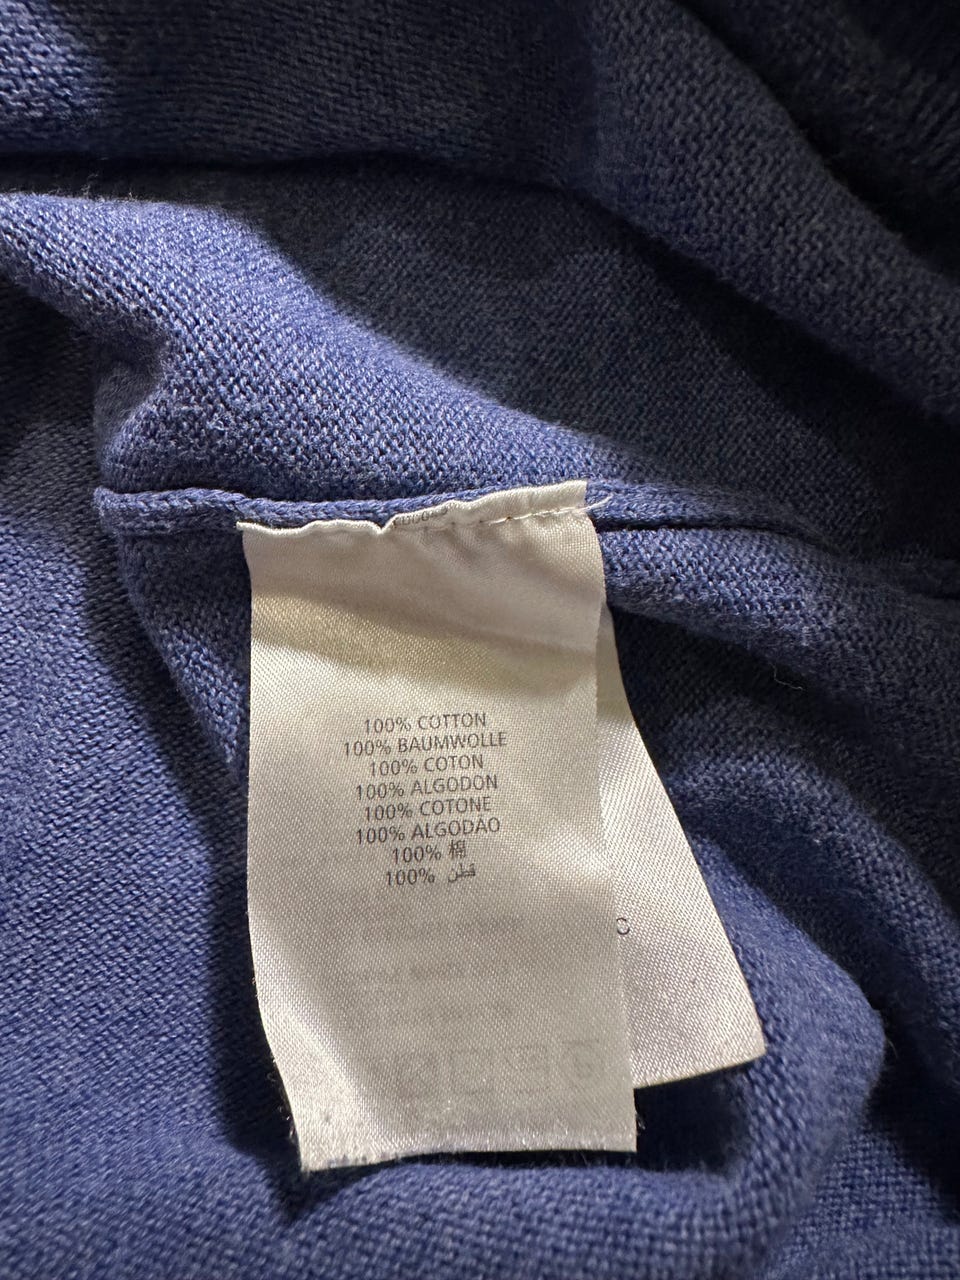 100% COTTON
100% BAUMWOLLE
100% COTON
100% ALGODON
100% COTONE
100% ALGODÃO
100% 棉
100% قطن
C